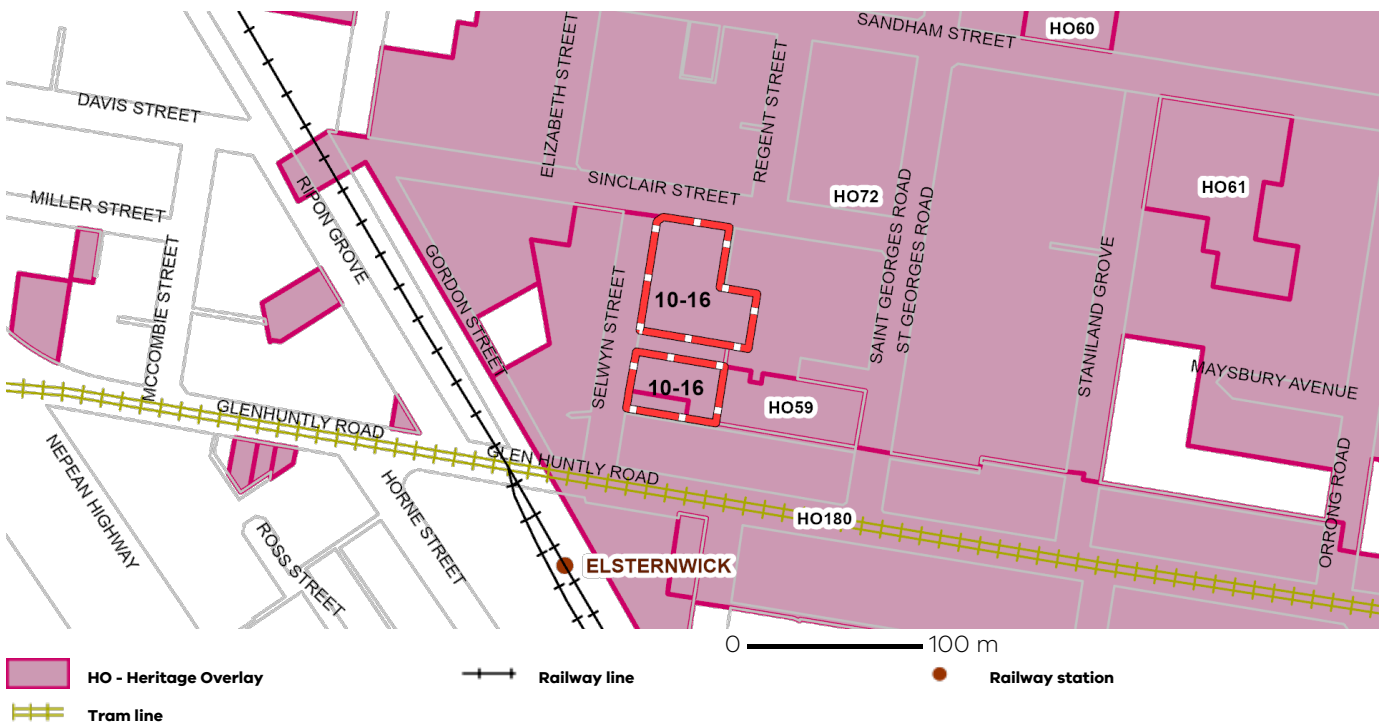 SANDHAM STREET
HO60
ELIZABETH STREET
REGENT STREET
DAVIS STREET
SINCLAIR STREET
HO72
HO61
RIPON GROVE
MILLER STREET
MCCOMBIE STREET
GORDON STREET
SELWYN STREET
10-16
SAINT GEORGES ROAD
ST GEORGES ROAD
STANILAND GROVE
10-16
HO59
MAYSBURY AVENUE
GLENHUNTLY ROAD
GLEN HUNTLY ROAD
NEPEAN HIGHWAY
HORNE STREET
HO180
ORRONG ROAD
ROSS STREET
ELSTERNWICK
0 100 m
HO - Heritage Overlay
Railway line
Railway station
Tram line